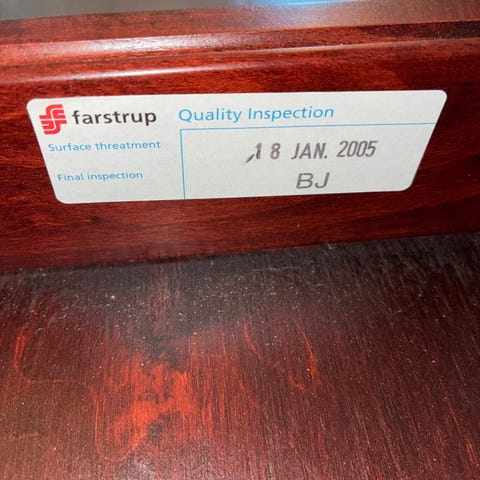 farstrup Quality Inspection
Surface threatment
18 JAN. 2005
Final inspection
BJ